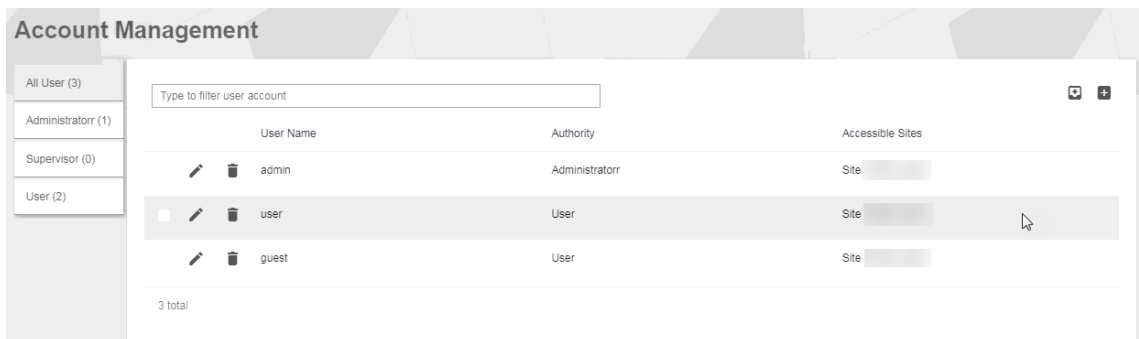 Account Management
All User (3)
Administratorr (1)
Supervisor (0)
User (2)
Type to filter user account
User Name Authority Accessible Sites
admin Administratorr Site
user User Site
guest User Site
3 total